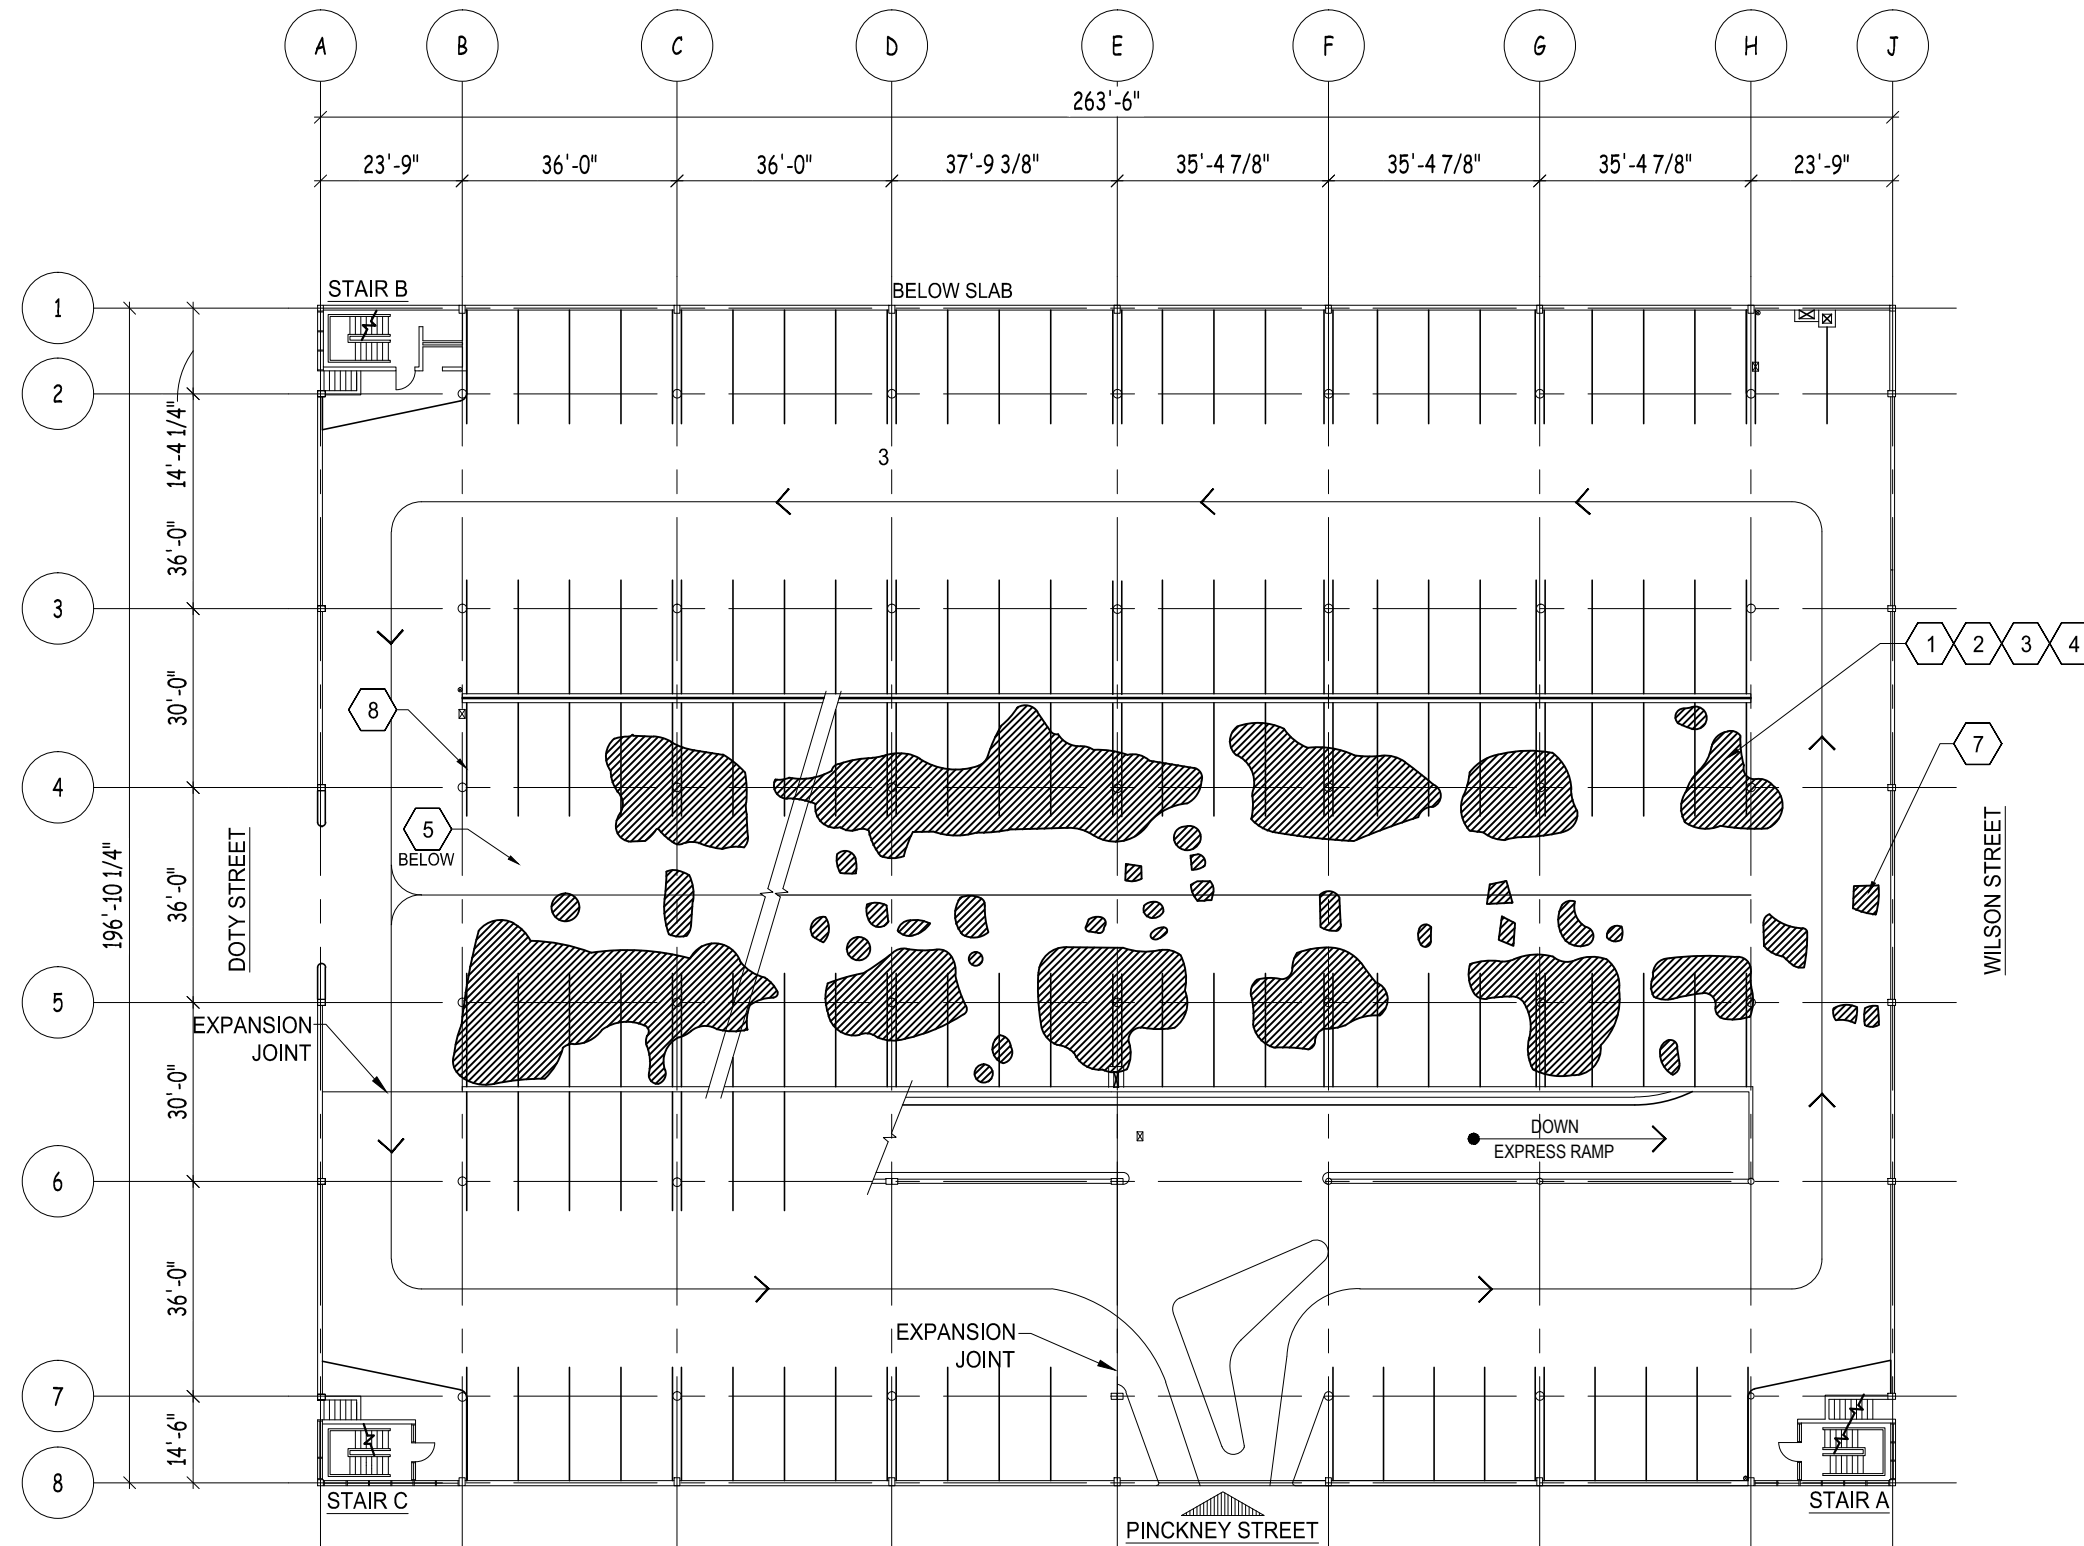 A B C D E F G H J
263'-6"
23'-9" 36'-0" 36'-0" 37'-9 3/8" 35'-4 7/8" 35'-4 7/8" 35'-4 7/8" 23'-9"
STAIR B
BELOW SLAB
1
2
14'-4 1/4"
3
36'-0"
3
1 2 3 4
30'-0"
8
7
4
5
BELOW
196'-10 1/4"
36'-0"
DOTY STREET
WILSON STREET
5
EXPANSION
JOINT
30'-0"
DOWN
EXPRESS RAMP
6
36'-0"
EXPANSION
JOINT
7
14'-6"
8
STAIR C
STAIR A
PINCKNEY STREET